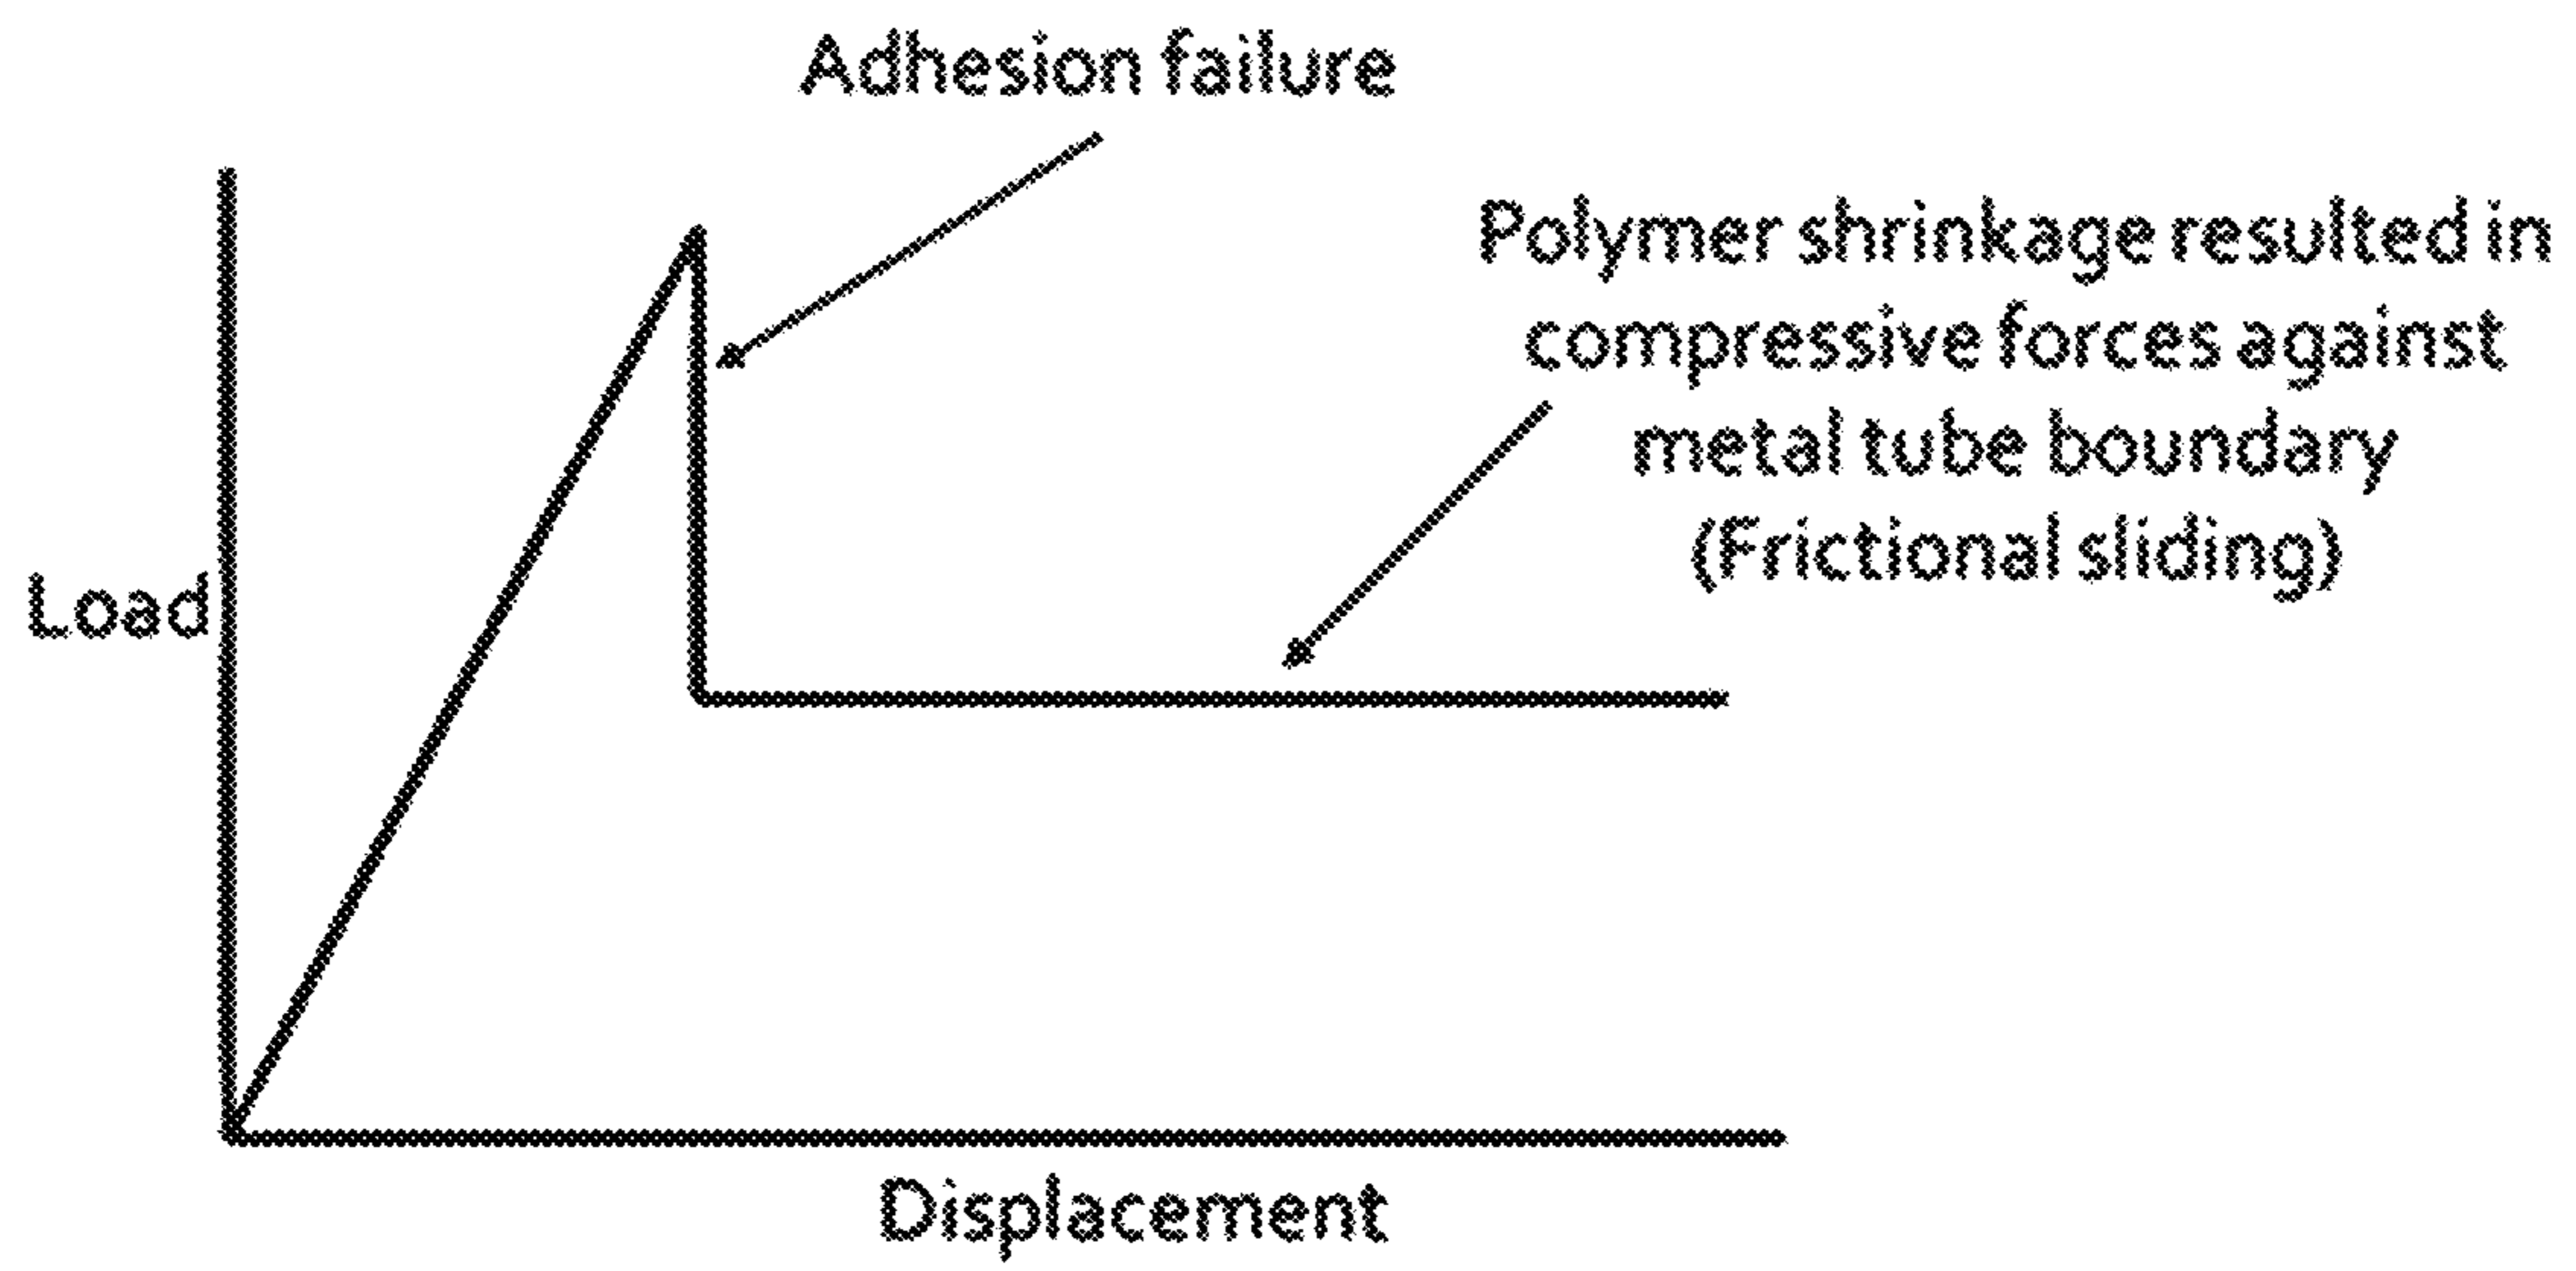 Adhesion failure
Polymer shrinkage resulted in
compressive forces against
metal tube boundary
(Frictional sliding)
Load
Displacement